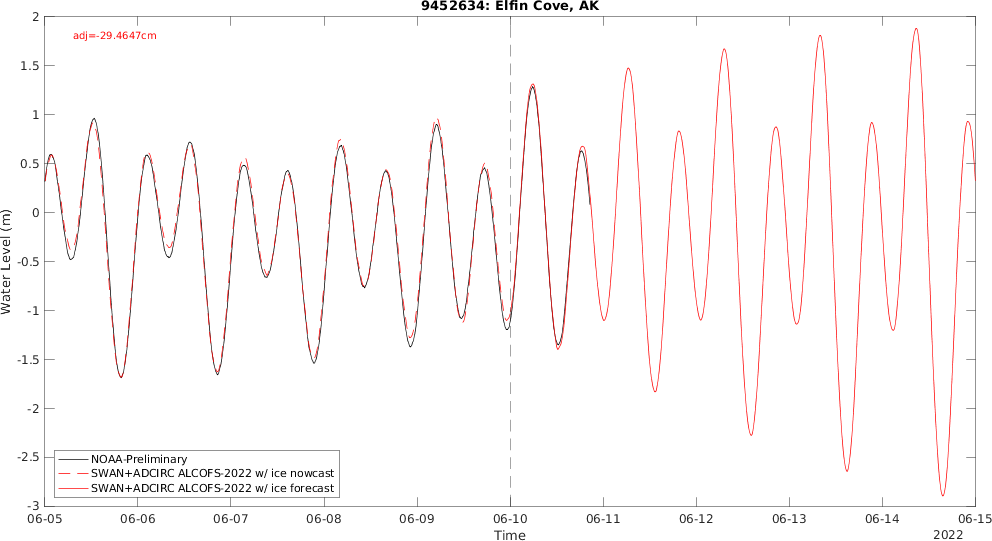 9452634: Elfin Cove, AK
adj=-29.4647cm
Water Level (m)
2
1.5
1
0.5
0
-0.5
-1
-1.5
-2
-2.5
-3
NOAA-Preliminary
SWAN+ADCIRC ALCOFS-2022 w/ ice nowcast
SWAN+ADCIRC ALCOFS-2022 w/ ice forecast
06-05 06-06 06-07 06-08 06-09 06-10 06-11 06-12 06-13 06-14 06-15
Time
2022